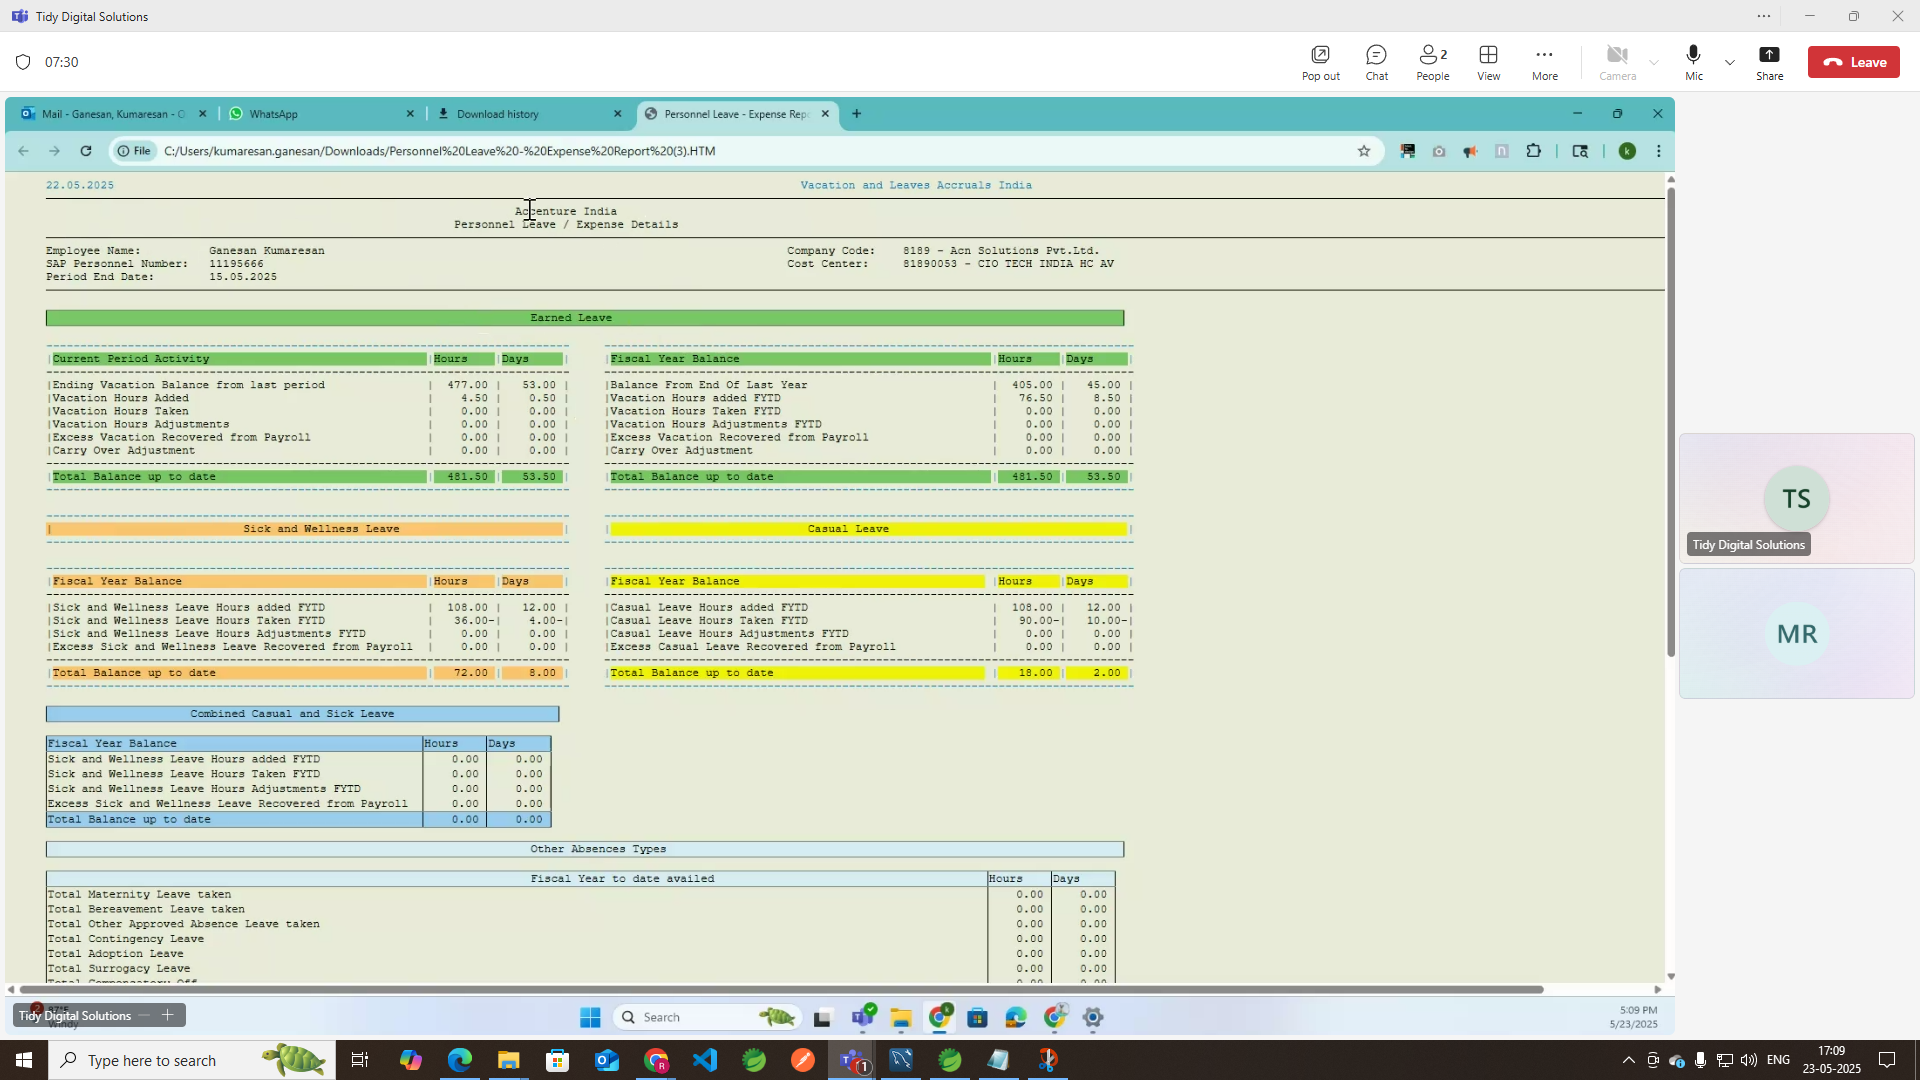 Tidy Digital Solutions
07:30
Pop out
Chat
2
People
View
More
Camera
Mic
Share
Leave
Mail - Ganesan, Kumaresan - O
WhatsApp
Download history
Personnel Leave - Expense Repo
File
C:/Users/kumaresan.ganesan/Downloads/Personnel%20Leave%20-%20Expense%20Report%20(3).HTM
k
22.05.2025 Vacation and Leaves Accruals India
Accenture India
Personnel Leave / Expense Details
Employee Name: Ganesan Kumaresan Company Code: 8189 - Acn Solutions Pvt.Ltd.
SAP Personnel Number: 11195666 Cost Center: 81890053 - CIO TECH INDIA HC AV
Period End Date: 15.05.2025
Earned Leave
|Current Period Activity |Hours |Days |
|Ending Vacation Balance from last period | 477.00 | 53.00 |
|Vacation Hours Added | 4.50 | 0.50 |
|Vacation Hours Taken | 0.00 | 0.00 |
|Vacation Hours Adjustments | 0.00 | 0.00 |
|Excess Vacation Recovered from Payroll | 0.00 | 0.00 |
|Carry Over Adjustment | 0.00 | 0.00 |
|Total Balance up to date | 481.50 | 53.50 |
|Fiscal Year Balance |Hours |Days |
|Balance From End Of Last Year | 405.00 | 45.00 |
|Vacation Hours added FYTD | 76.50 | 8.50 |
|Vacation Hours Taken FYTD | 0.00 | 0.00 |
|Vacation Hours Adjustments FYTD | 0.00 | 0.00 |
|Excess Vacation Recovered from Payroll | 0.00 | 0.00 |
|Carry Over Adjustment | 0.00 | 0.00 |
|Total Balance up to date | 481.50 | 53.50 |
| Sick and Wellness Leave |
|Fiscal Year Balance |Hours |Days |
|Sick and Wellness Leave Hours added FYTD | 108.00 | 12.00 |
|Sick and Wellness Leave Hours Taken FYTD | 36.00-| 4.00-|
|Sick and Wellness Leave Hours Adjustments FYTD | 0.00 | 0.00 |
|Excess Sick and Wellness Leave Recovered from Payroll | 0.00 | 0.00 |
|Total Balance up to date | 72.00 | 8.00 |
| Casual Leave |
|Fiscal Year Balance |Hours |Days |
|Casual Leave Hours added FYTD | 108.00 | 12.00 |
|Casual Leave Hours Taken FYTD | 90.00-| 10.00-|
|Casual Leave Hours Adjustments FYTD | 0.00 | 0.00 |
|Excess Casual Leave Recovered from Payroll | 0.00 | 0.00 |
|Total Balance up to date | 18.00 | 2.00 |
Combined Casual and Sick Leave
Fiscal Year Balance Hours Days
Sick and Wellness Leave Hours added FYTD 0.00 0.00
Sick and Wellness Leave Hours Taken FYTD 0.00 0.00
Sick and Wellness Leave Hours Adjustments FYTD 0.00 0.00
Excess Sick and Wellness Leave Recovered from Payroll 0.00 0.00
Total Balance up to date 0.00 0.00
Other Absences Types
Fiscal Year to date availed Hours Days
Total Maternity Leave taken 0.00 0.00
Total Bereavement Leave taken 0.00 0.00
Total Other Approved Absence Leave taken 0.00 0.00
Total Contingency Leave 0.00 0.00
Total Adoption Leave 0.00 0.00
Total Surrogacy Leave 0.00 0.00
TS
Tidy Digital Solutions
MR
Tidy Digital Solutions
Search
5:09 PM
5/23/2025
Type here to search
1
ENG
17:09
23-05-2025